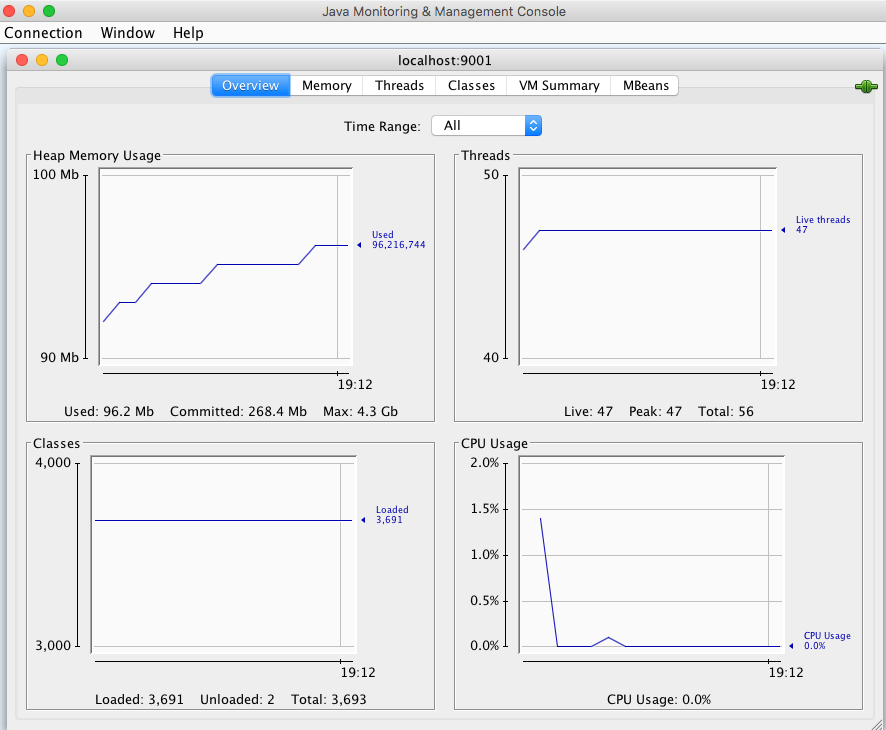 Java Monitoring & Management Console
Connection Window Help
localhost:9001
Overview Memory Threads Classes VM Summary MBeans
Time Range: All
Heap Memory Usage
100 Mb
Used
96,216,744
90 Mb
19:12
Used: 96.2 Mb Committed: 268.4 Mb Max: 4.3 Gb
Threads
50
Live threads
47
40
19:12
Live: 47 Peak: 47 Total: 56
Classes
4,000
Loaded
3,691
3,000
19:12
Loaded: 3,691 Unloaded: 2 Total: 3,693
CPU Usage
2.0%
1.5%
1.0%
0.5%
0.0%
CPU Usage
0.0%
19:12
CPU Usage: 0.0%